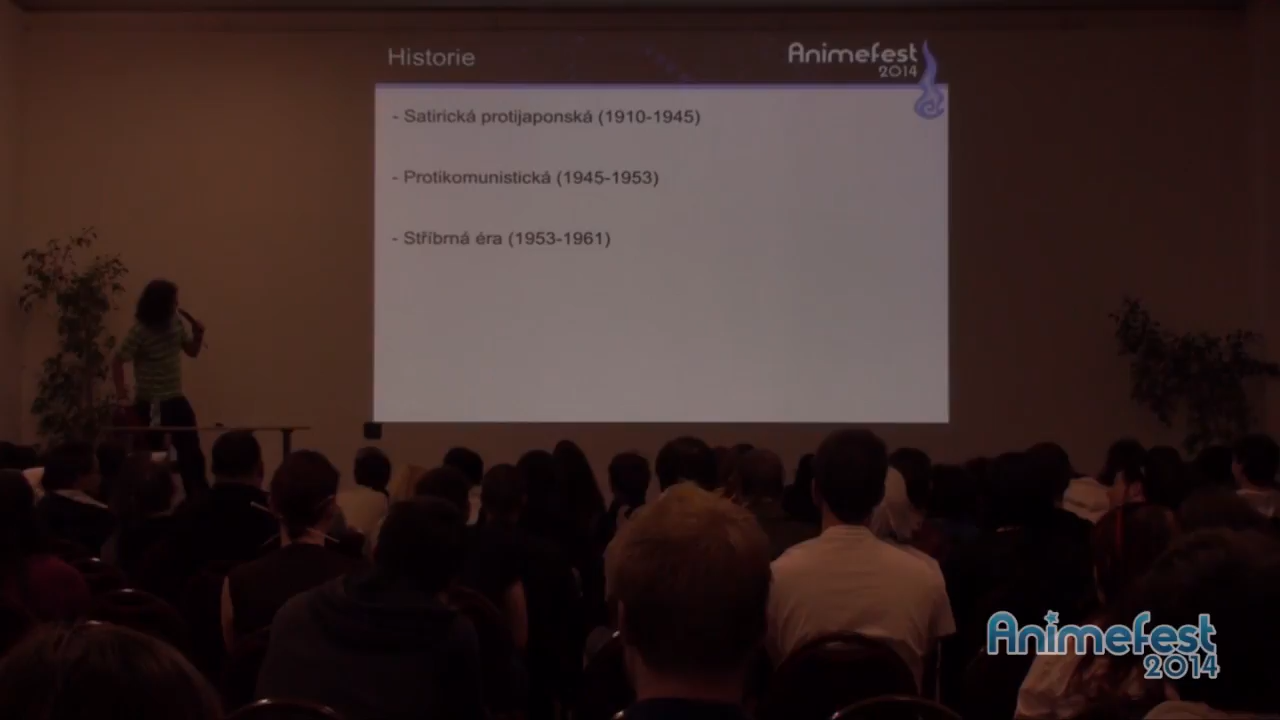 Historie
Animefest
2014
- Satirická protijaponská (1910-1945)
- Protikomunistická (1945-1953)
- Stříbrná éra (1953-1961)
Animefest
2014